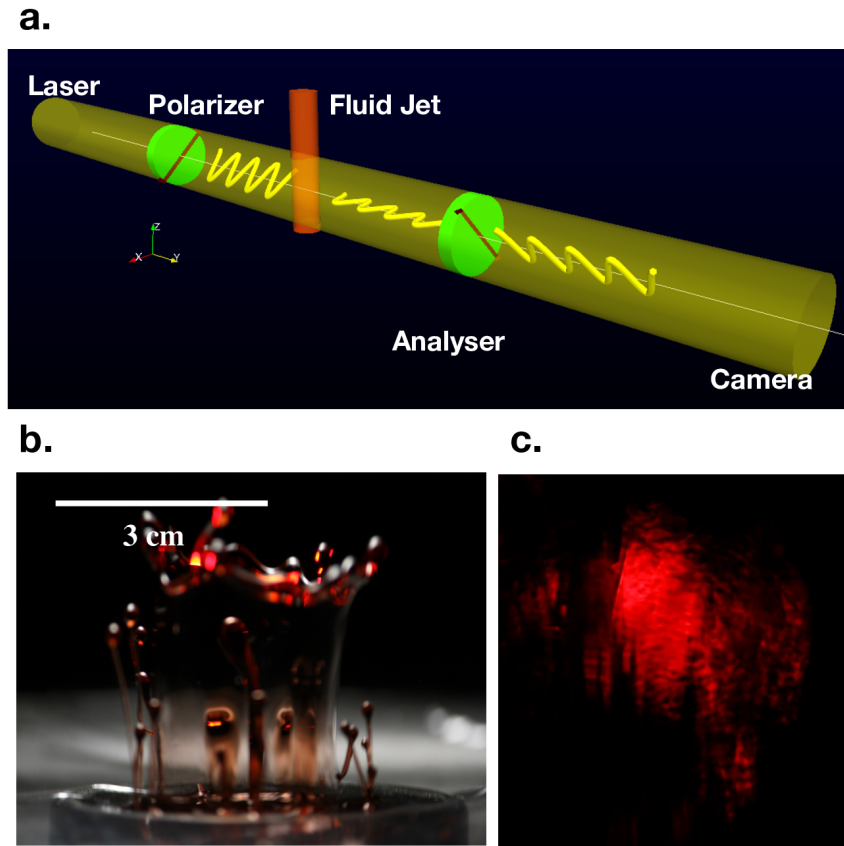 a.
Laser
Polarizer
Fluid Jet
Z
X
Y
Analyser
Camera
b.
c.
3 cm